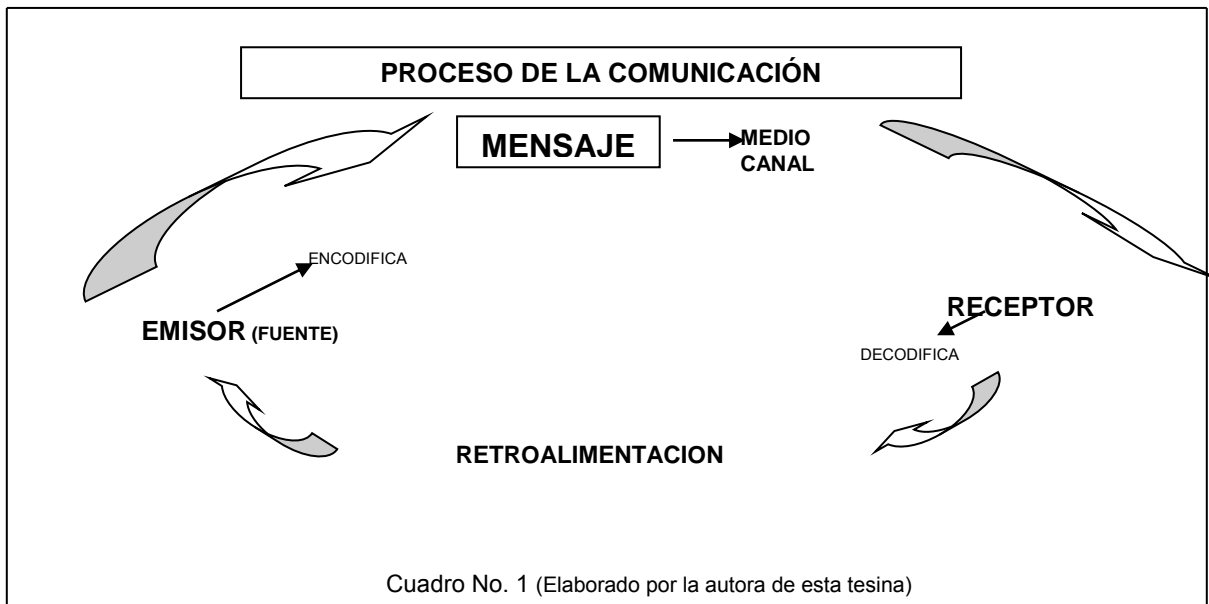 PROCESO DE LA COMUNICACIÓN
MENSAJE
MEDIO
CANAL
ENCODIFICA
EMISOR (FUENTE)
RECEPTOR
DECODIFICA
RETROALIMENTACION
Cuadro No. 1 (Elaborado por la autora de esta tesina)